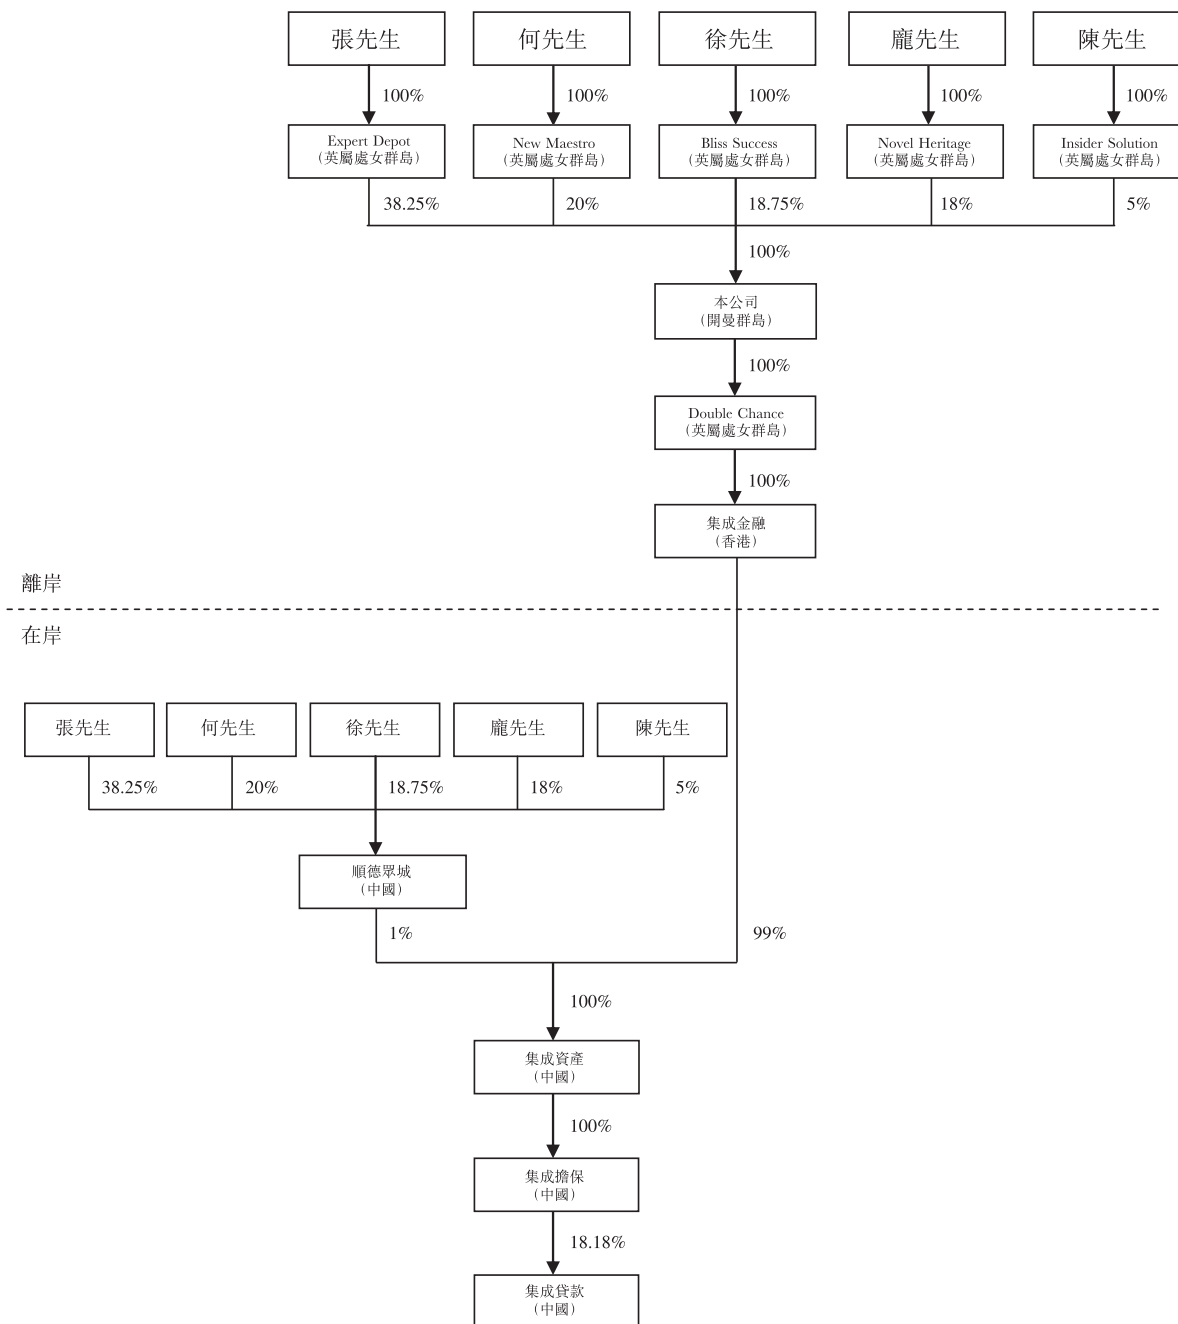 張先生
何先生
徐先生
龐先生
陳先生
100%
100%
100%
100%
100%
Expert Depot
(英屬處女群島)
New Maestro
(英屬處女群島)
Bliss Success
(英屬處女群島)
Novel Heritage
(英屬處女群島)
Insider Solution
(英屬處女群島)
38.25%
20%
18.75%
18%
5%
100%
本公司
(開曼群島)
100%
Double Chance
(英屬處女群島)
100%
集成金融
(香港)
離岸
在岸
張先生
何先生
徐先生
龐先生
陳先生
38.25%
20%
18.75%
18%
5%
順德眾城
(中國)
1%
99%
100%
集成資產
(中國)
100%
集成擔保
(中國)
18.18%
集成貸款
(中國)